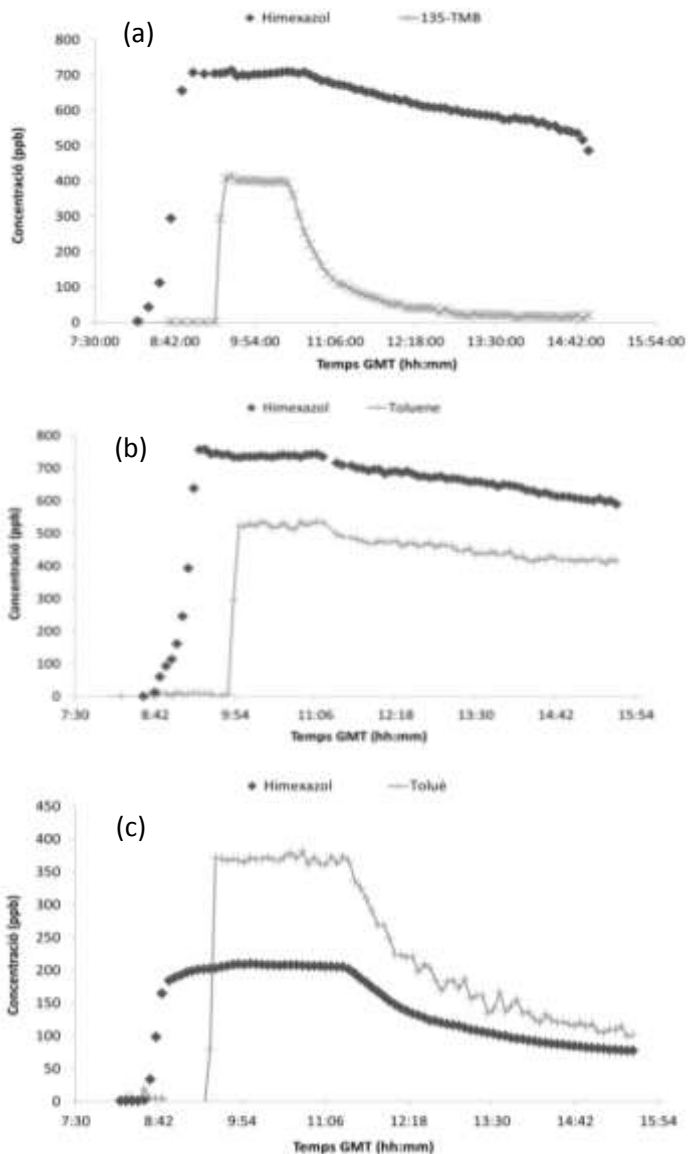 Himexazol 135-TMB
(a)
Concentració (ppb)
800
700
600
500
400
300
200
100
0
7:30:00 8:42:00 9:54:00 11:06:00 12:18:00 13:30:00 14:42:00 15:54:00
Temps GMT (hh:mm)
Himexazol Toluene
(b)
Concentració (ppb)
800
700
600
500
400
300
200
100
0
7:30 8:42 9:54 11:06 12:18 13:30 14:42 15:54
Temps GMT (hh:mm)
Himexazol Toluè
(c)
Concentració (ppb)
450
400
350
300
250
200
150
100
50
0
7:30 8:42 9:54 11:06 12:18 13:30 14:42 15:54
Temps GMT (hh:mm)